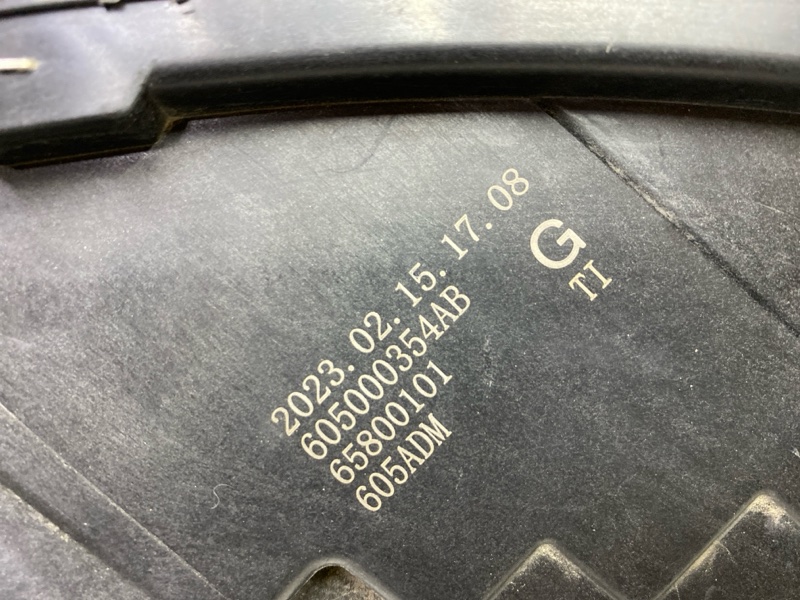 2023. 02. 15. 17. 08
605000354AB
65800101
605ADM
G
TI